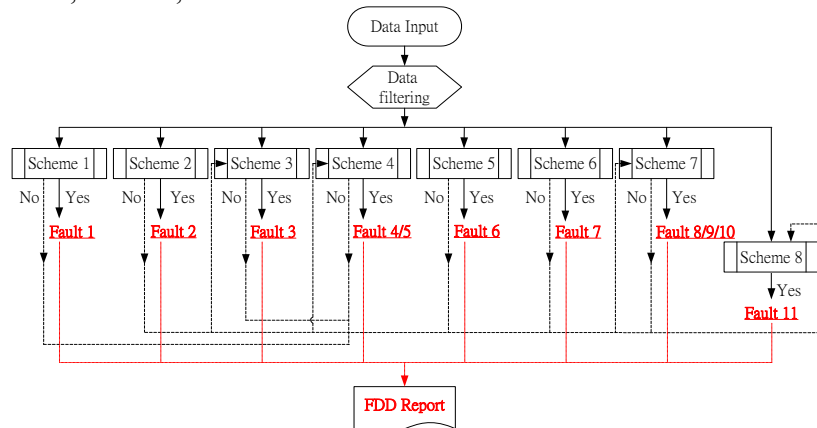 Data Input
Data
filtering
Scheme 1
Scheme 2
Scheme 3
Scheme 4
Scheme 5
Scheme 6
Scheme 7
No
Yes
No
Yes
No
Yes
No
Yes
No
Yes
No
Yes
No
Yes
Fault 1
Fault 2
Fault 3
Fault 4/5
Fault 6
Fault 7
Fault 8/9/10
Scheme 8
Yes
Fault 11
FDD Report